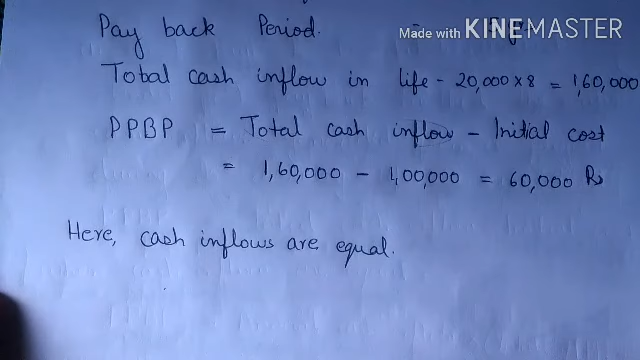 Pay back Period.
Made with KINEMASTER
Total cash inflow in life - 20,000 × 8 = 1,60,000
PPBP = Total cash inflow - Initial cost
= 1,60,000 - 1,00,000 = 60,000 Rs
Here, cash inflows are equal.